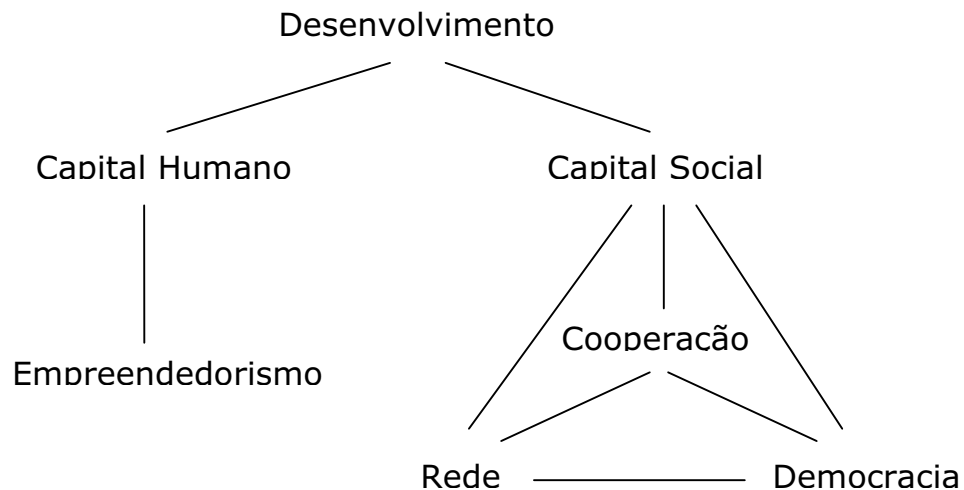 Desenvolvimento
Capital Humano
Capital Social
Cooperação
Empreendedorismo
Rede
Democracia